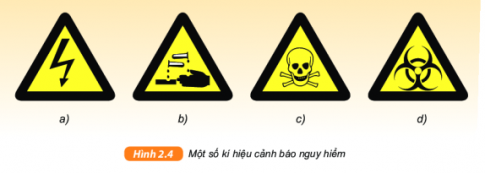 a) b) c) d)
Hình 2.4 Một số kí hiệu cảnh báo nguy hiểm